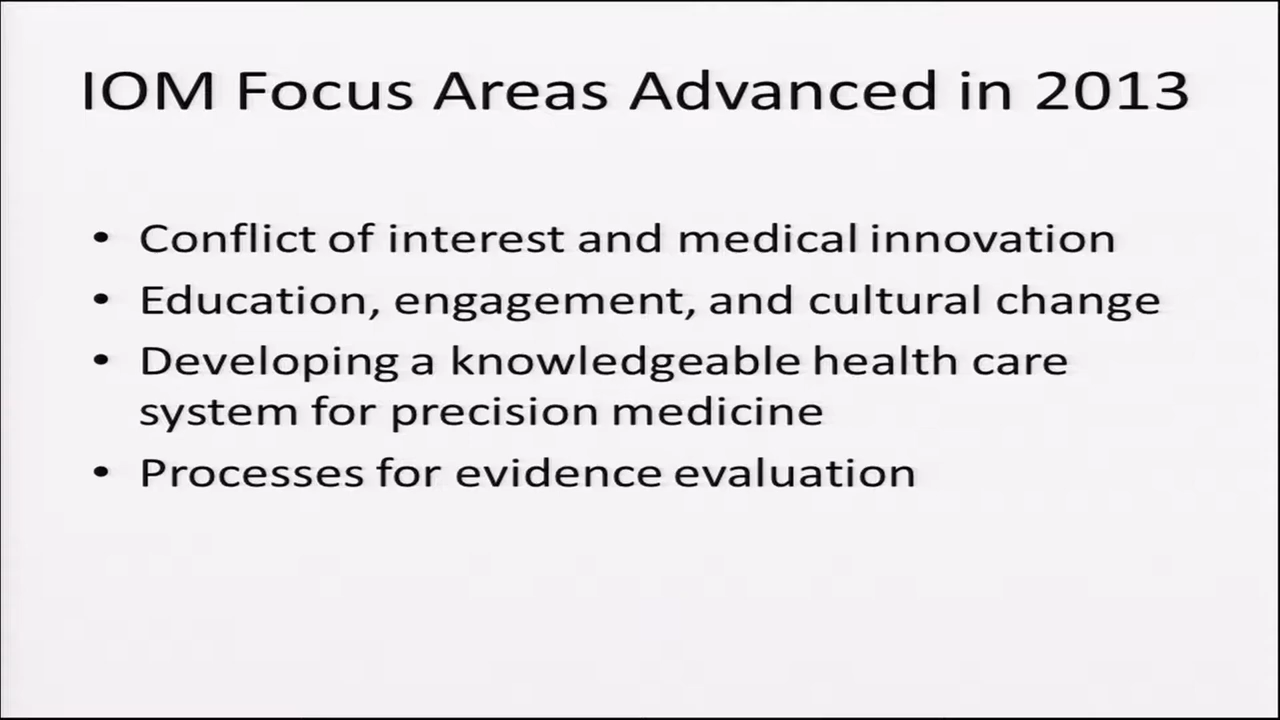 IOM Focus Areas Advanced in 2013
• Conflict of interest and medical innovation
• Education, engagement, and cultural change
• Developing a knowledgeable health care
system for precision medicine
• Processes for evidence evaluation